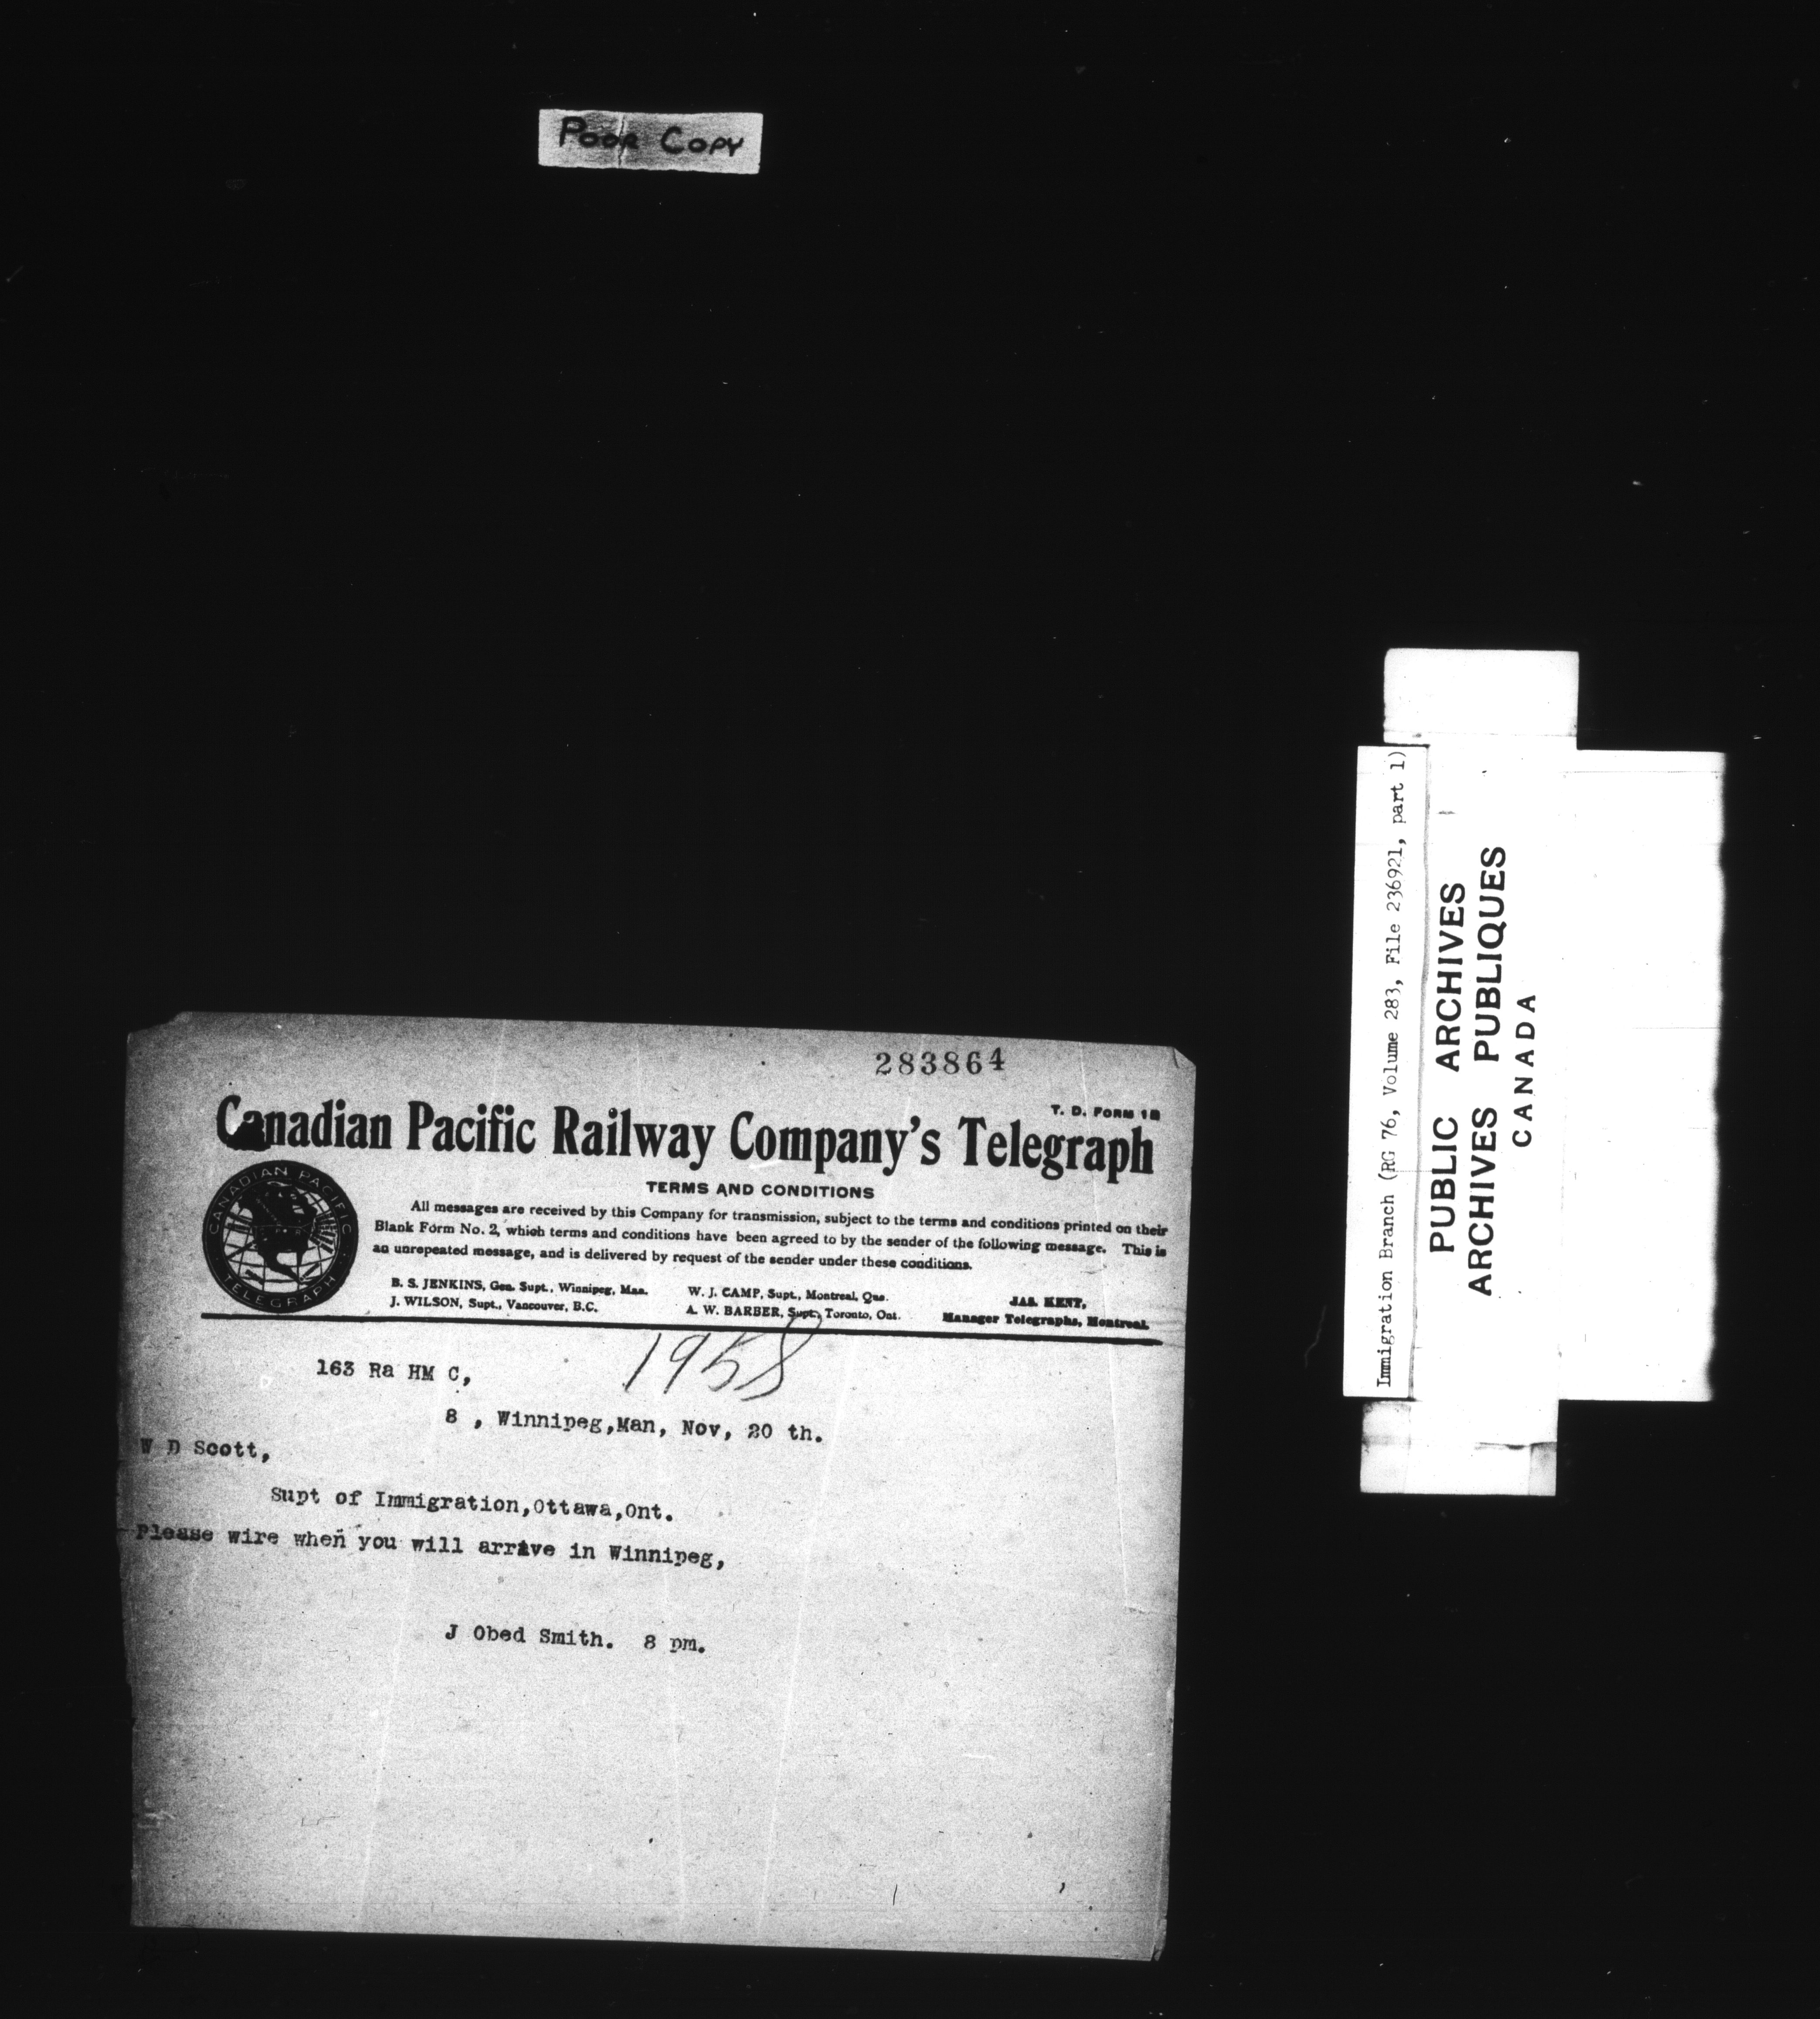 POOR COPY
283864
T. D. FORM 1B
Canadian Pacific Railway Company's Telegraph
TERMS AND CONDITIONS
All messages are received by this Company for transmission, subject to the terms and conditions printed on their
Blank Form No. 2, which terms and conditions have been agreed to by the sender of the following message. This is
an unrepeated message, and is delivered by request of the sender under these conditions.
CANADIAN PACIFIC
TELEGRAPH
B. S. JENKINS, Gen. Supt., Winnipeg, Man.
J. WILSON, Supt., Vancouver, B.C.
W. J. CAMP, Supt., Montreal, Que.
A. W. BARBER, Supt., Toronto, Ont.
JAS. KENT,
Manager Telegraphs, Montreal.
1958
163 Ra HM C,
8 , Winnipeg,Man, Nov, 20 th.
W D Scott,
Supt of Immigration,Ottawa,Ont.
Please wire when you will arrive in Winnipeg,
J Obed Smith. 8 pm.
Immigration Branch (RG 76, Volume 283, File 236921, part 1)
PUBLIC ARCHIVES
ARCHIVES PUBLIQUES
CANADA